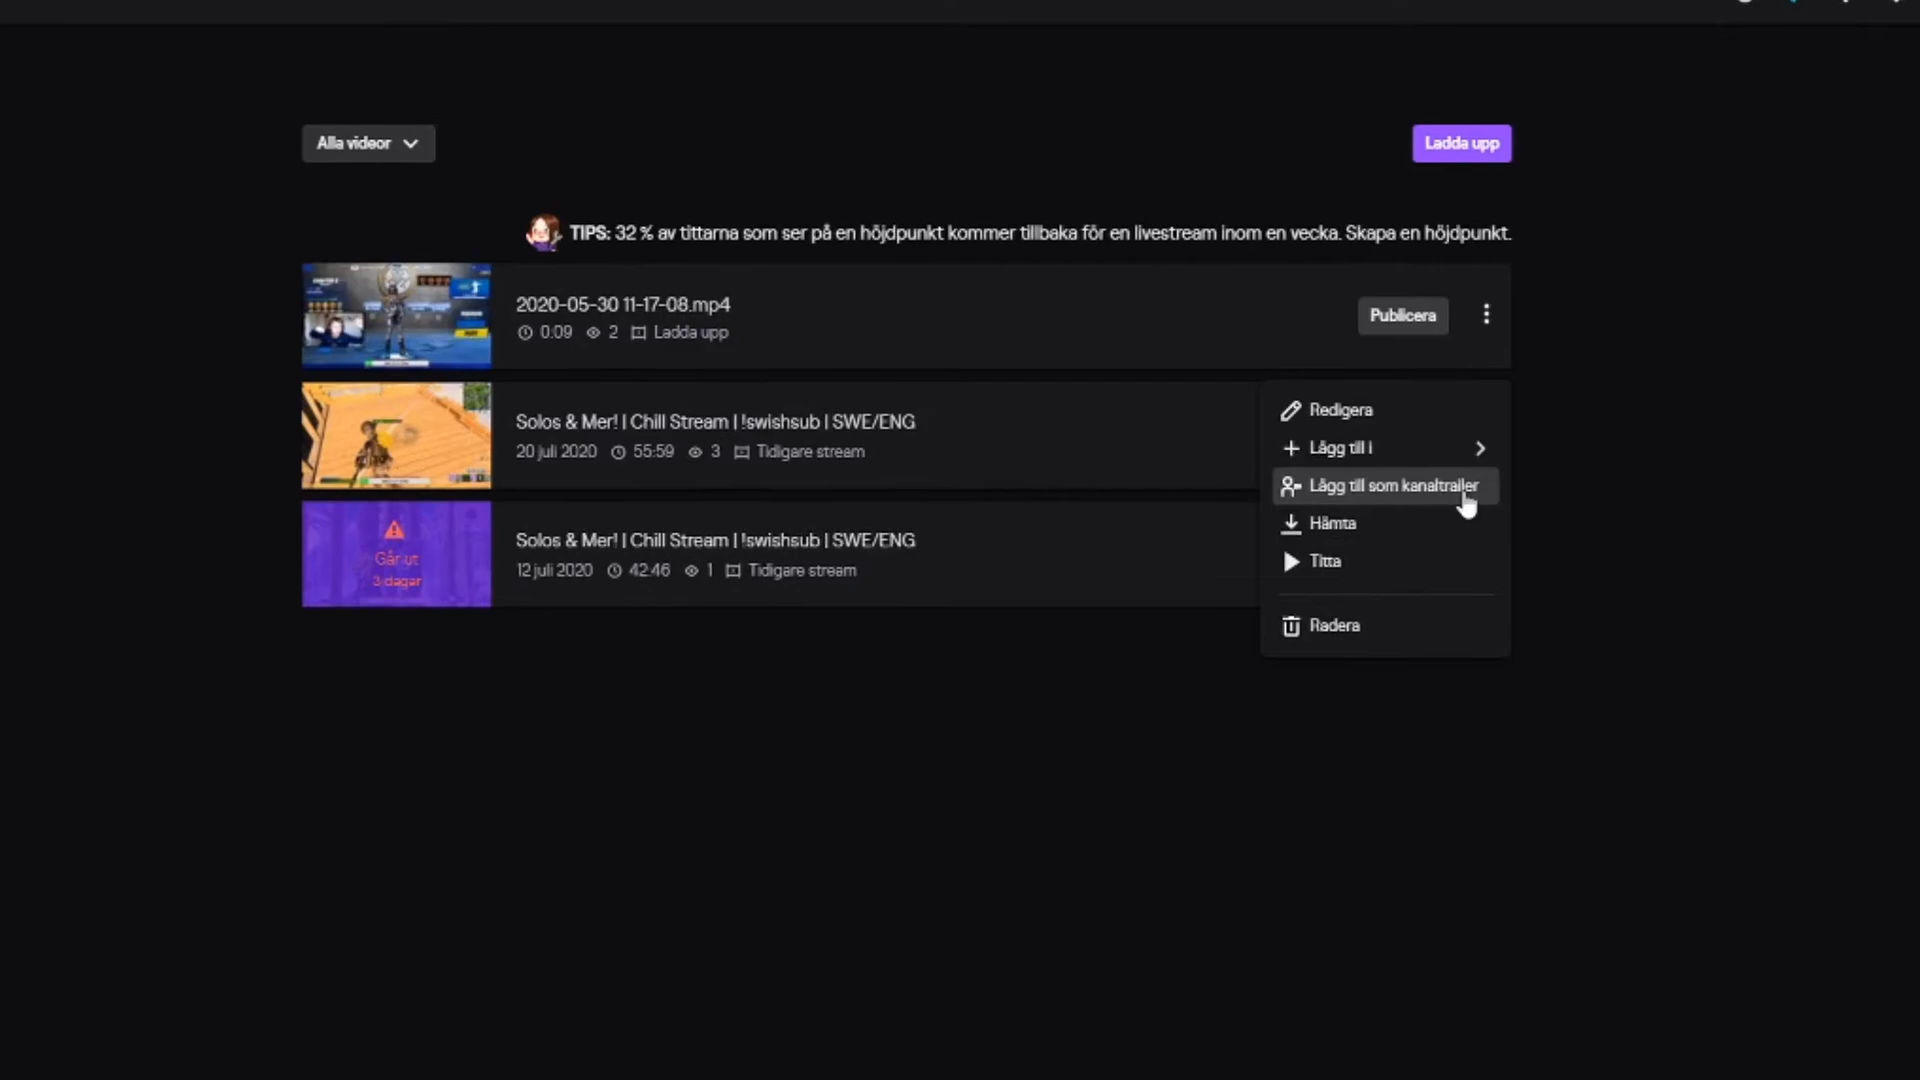 Alla videor
Ladda upp
TIPS: 32 % av tittarna som ser på en höjdpunkt kommer tillbaka för en livestream inom en vecka. Skapa en höjdpunkt.
2020-05-30 11-17-08.mp4
0:09 2 Ladda upp
Publicera
Solos & Mer! | Chill Stream | !swishsub | SWE/ENG
20 juli 2020 55:59 3 Tidigare stream
Går ut
3 dagar
Solos & Mer! | Chill Stream | !swishsub | SWE/ENG
12 juli 2020 42:46 1 Tidigare stream
Redigera
Lägg till i
Lägg till som kanaltrailer
Hämta
Titta
Radera